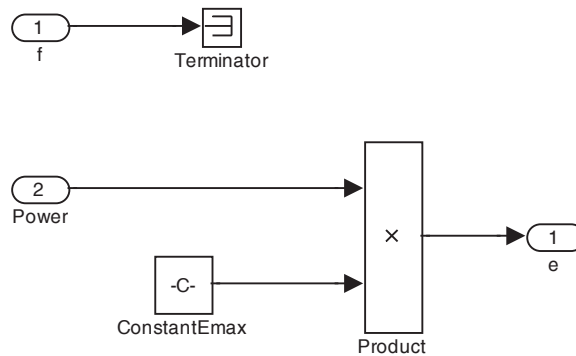 1
f
Terminator
2
Power
-C-
ConstantEmax
×
Product
1
e